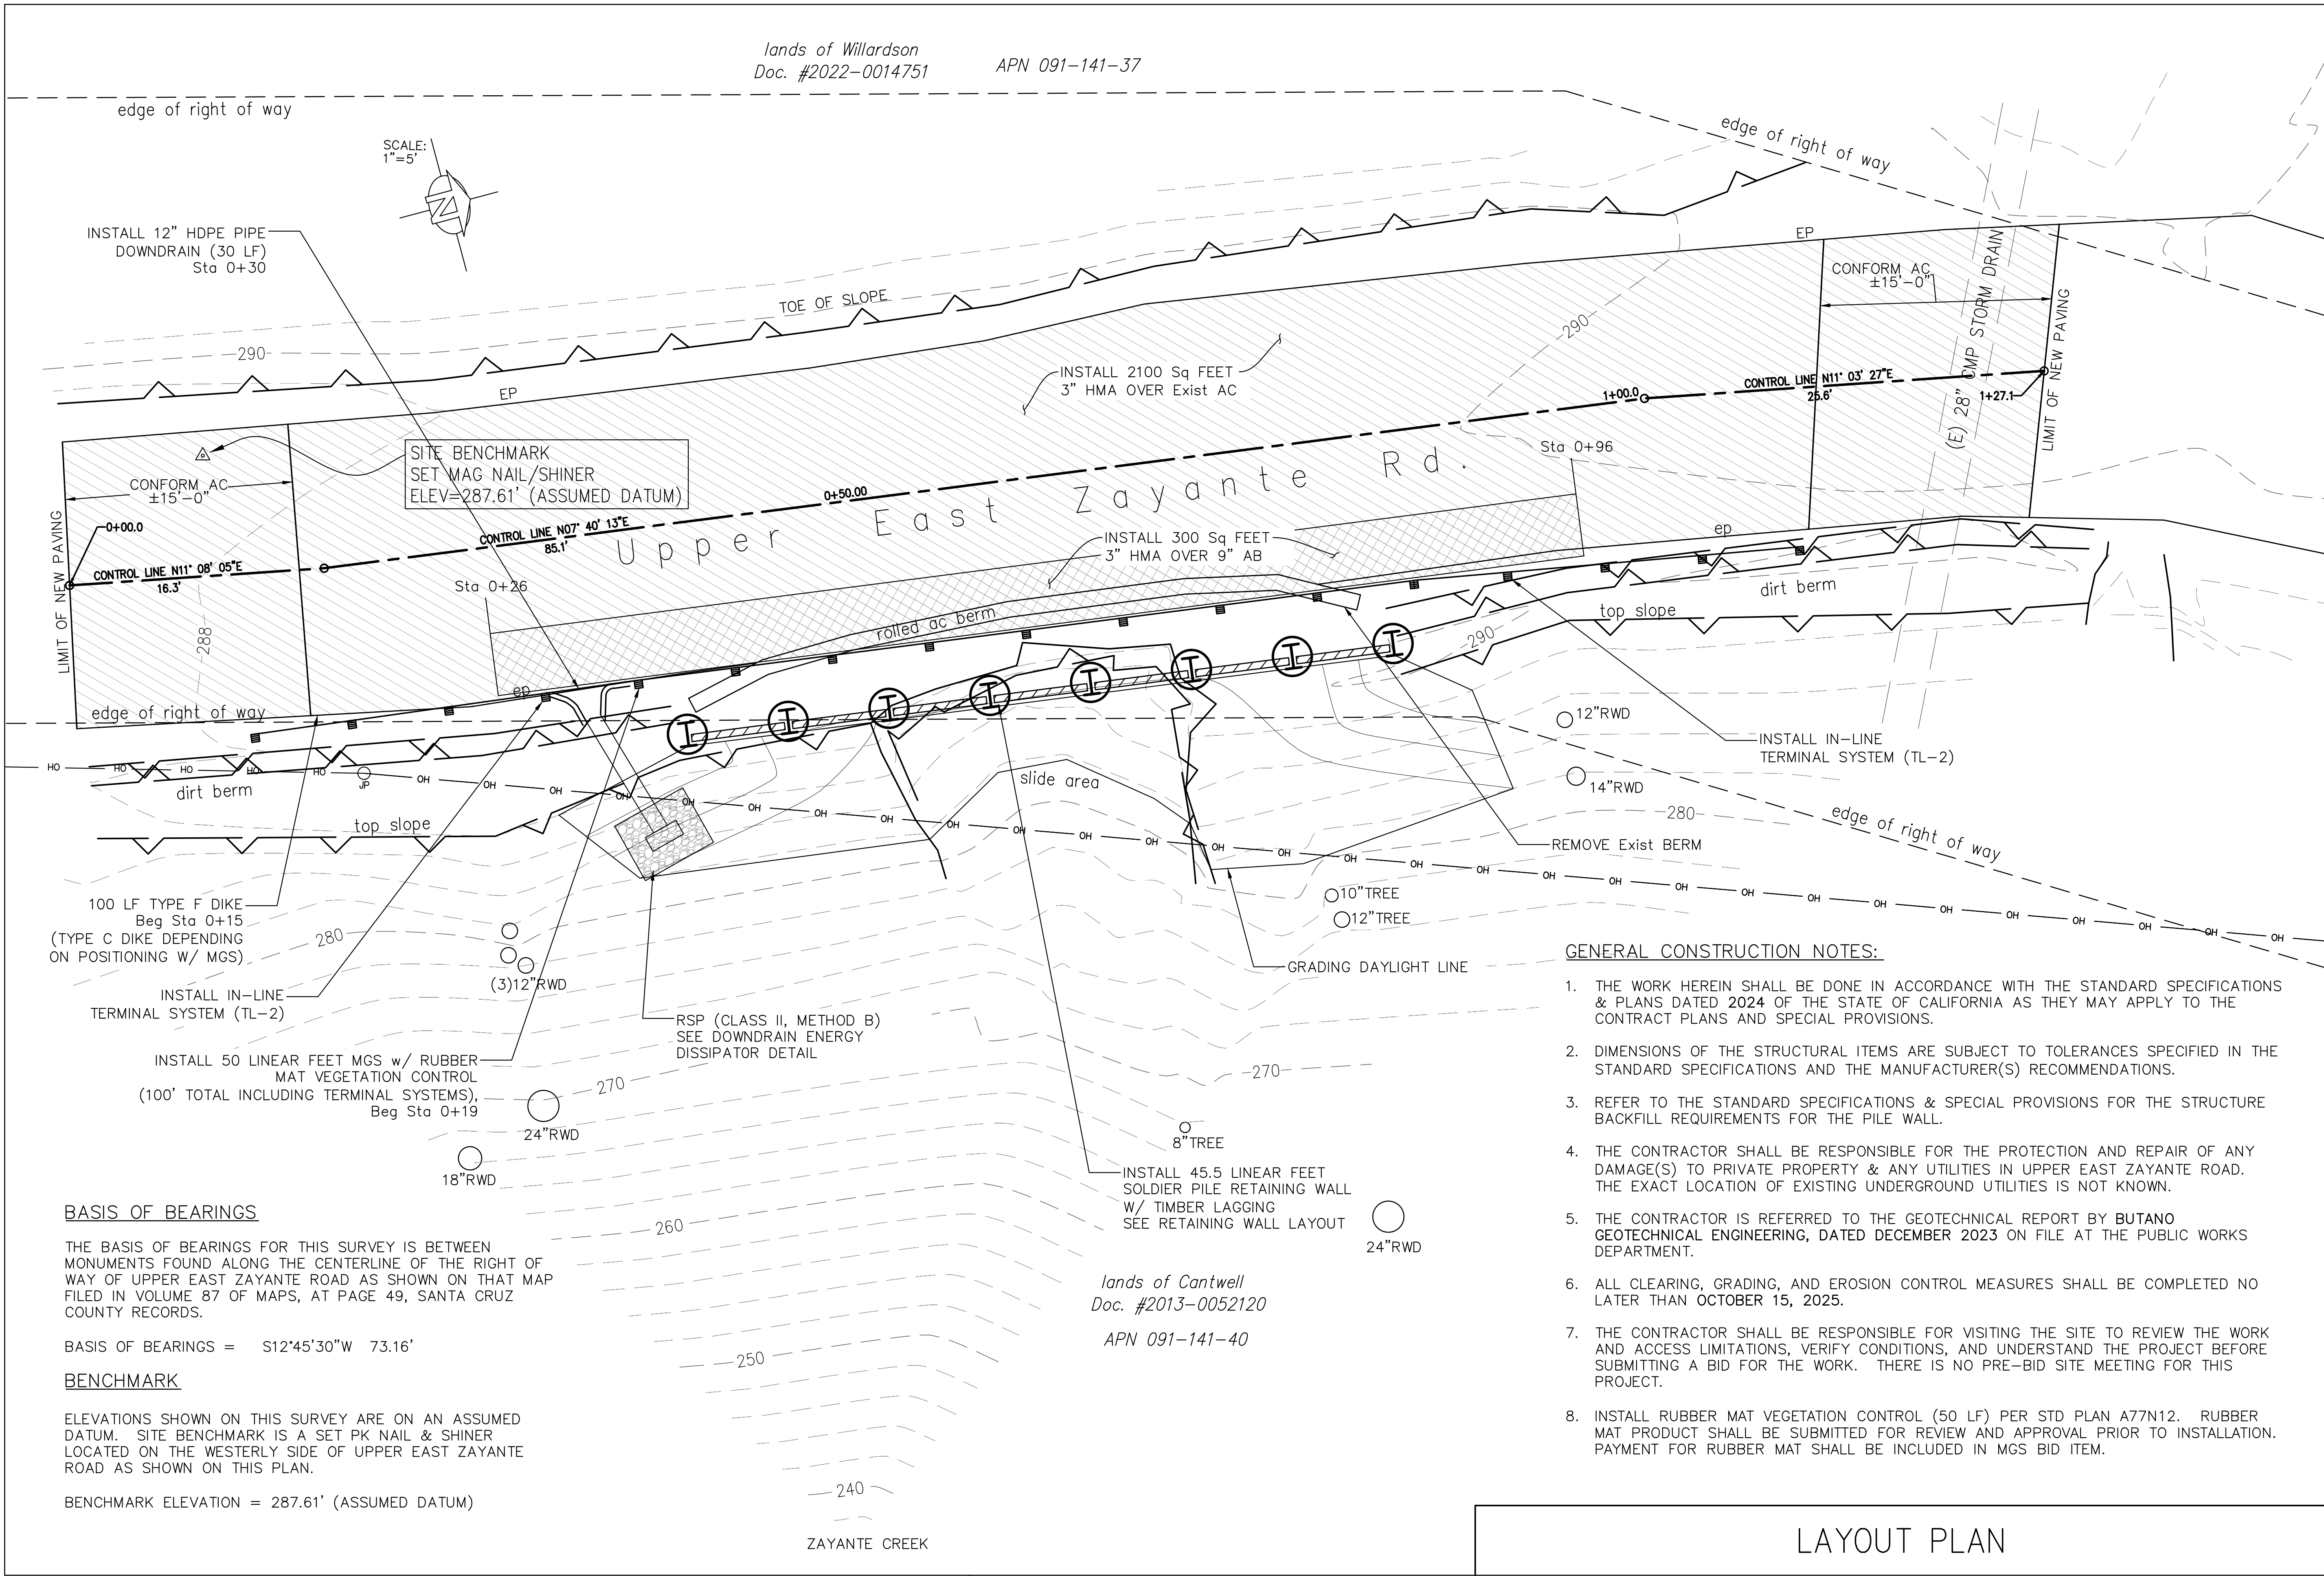 lands of Willardson
Doc. #2022-0014751
APN 091-141-37
edge of right of way
edge of right of way
SCALE:
1"=5'
N
INSTALL 12" HDPE PIPE
DOWNDRAIN (30 LF)
Sta 0+30
TOE OF SLOPE
EP
EP
290
290
CONFORM AC
±15'-0"
(E) 28" CMP STORM DRAIN
LIMIT OF NEW PAVING
INSTALL 2100 Sq FEET
3" HMA OVER Exist AC
CONTROL LINE N11° 03' 27"E
25.6'
1+00.0
1+27.1
SITE BENCHMARK
SET MAG NAIL/SHINER
ELEV=287.61' (ASSUMED DATUM)
CONFORM AC
±15'-0"
Sta 0+96
0+50.00
Upper East Zayante Rd.
LIMIT OF NEW PAVING
0+00.0
CONTROL LINE N07° 40' 13"E
85.1'
INSTALL 300 Sq FEET
3" HMA OVER 9" AB
ep
CONTROL LINE N11° 08' 05"E
16.3'
Sta 0+26
dirt berm
rolled ac berm
top slope
288
290
ep
edge of right of way
12"RWD
INSTALL IN-LINE
TERMINAL SYSTEM (TL-2)
HO HO HO HO HO
JP
OH OH OH OH OH OH OH OH OH OH OH OH OH OH OH OH OH OH OH OH OH OH OH OH OH OH OH OH OH
slide area
14"RWD
dirt berm
280
edge of right of way
top slope
REMOVE Exist BERM
100 LF TYPE F DIKE
Beg Sta 0+15
(TYPE C DIKE DEPENDING
ON POSITIONING W/ MGS)
280
10"TREE
12"TREE
GRADING DAYLIGHT LINE
(3)12"RWD
INSTALL IN-LINE
TERMINAL SYSTEM (TL-2)
RSP (CLASS II, METHOD B)
SEE DOWNDRAIN ENERGY
DISSIPATOR DETAIL
INSTALL 50 LINEAR FEET MGS w/ RUBBER
MAT VEGETATION CONTROL
(100' TOTAL INCLUDING TERMINAL SYSTEMS),
Beg Sta 0+19
270
270
24"RWD
8"TREE
18"RWD
INSTALL 45.5 LINEAR FEET
SOLDIER PILE RETAINING WALL
W/ TIMBER LAGGING
SEE RETAINING WALL LAYOUT
24"RWD
260
lands of Cantwell
Doc. #2013-0052120
APN 091-141-40
250
240
ZAYANTE CREEK
BASIS OF BEARINGS
THE BASIS OF BEARINGS FOR THIS SURVEY IS BETWEEN
MONUMENTS FOUND ALONG THE CENTERLINE OF THE RIGHT OF
WAY OF UPPER EAST ZAYANTE ROAD AS SHOWN ON THAT MAP
FILED IN VOLUME 87 OF MAPS, AT PAGE 49, SANTA CRUZ
COUNTY RECORDS.
BASIS OF BEARINGS = S12°45'30"W 73.16'
BENCHMARK
ELEVATIONS SHOWN ON THIS SURVEY ARE ON AN ASSUMED
DATUM. SITE BENCHMARK IS A SET PK NAIL & SHINER
LOCATED ON THE WESTERLY SIDE OF UPPER EAST ZAYANTE
ROAD AS SHOWN ON THIS PLAN.
BENCHMARK ELEVATION = 287.61' (ASSUMED DATUM)
GENERAL CONSTRUCTION NOTES:
1. THE WORK HEREIN SHALL BE DONE IN ACCORDANCE WITH THE STANDARD SPECIFICATIONS
& PLANS DATED 2024 OF THE STATE OF CALIFORNIA AS THEY MAY APPLY TO THE
CONTRACT PLANS AND SPECIAL PROVISIONS.
2. DIMENSIONS OF THE STRUCTURAL ITEMS ARE SUBJECT TO TOLERANCES SPECIFIED IN THE
STANDARD SPECIFICATIONS AND THE MANUFACTURER(S) RECOMMENDATIONS.
3. REFER TO THE STANDARD SPECIFICATIONS & SPECIAL PROVISIONS FOR THE STRUCTURE
BACKFILL REQUIREMENTS FOR THE PILE WALL.
4. THE CONTRACTOR SHALL BE RESPONSIBLE FOR THE PROTECTION AND REPAIR OF ANY
DAMAGE(S) TO PRIVATE PROPERTY & ANY UTILITIES IN UPPER EAST ZAYANTE ROAD.
THE EXACT LOCATION OF EXISTING UNDERGROUND UTILITIES IS NOT KNOWN.
5. THE CONTRACTOR IS REFERRED TO THE GEOTECHNICAL REPORT BY BUTANO
GEOTECHNICAL ENGINEERING, DATED DECEMBER 2023 ON FILE AT THE PUBLIC WORKS
DEPARTMENT.
6. ALL CLEARING, GRADING, AND EROSION CONTROL MEASURES SHALL BE COMPLETED NO
LATER THAN OCTOBER 15, 2025.
7. THE CONTRACTOR SHALL BE RESPONSIBLE FOR VISITING THE SITE TO REVIEW THE WORK
AND ACCESS LIMITATIONS, VERIFY CONDITIONS, AND UNDERSTAND THE PROJECT BEFORE
SUBMITTING A BID FOR THE WORK. THERE IS NO PRE-BID SITE MEETING FOR THIS
PROJECT.
8. INSTALL RUBBER MAT VEGETATION CONTROL (50 LF) PER STD PLAN A77N12. RUBBER
MAT PRODUCT SHALL BE SUBMITTED FOR REVIEW AND APPROVAL PRIOR TO INSTALLATION.
PAYMENT FOR RUBBER MAT SHALL BE INCLUDED IN MGS BID ITEM.
LAYOUT PLAN